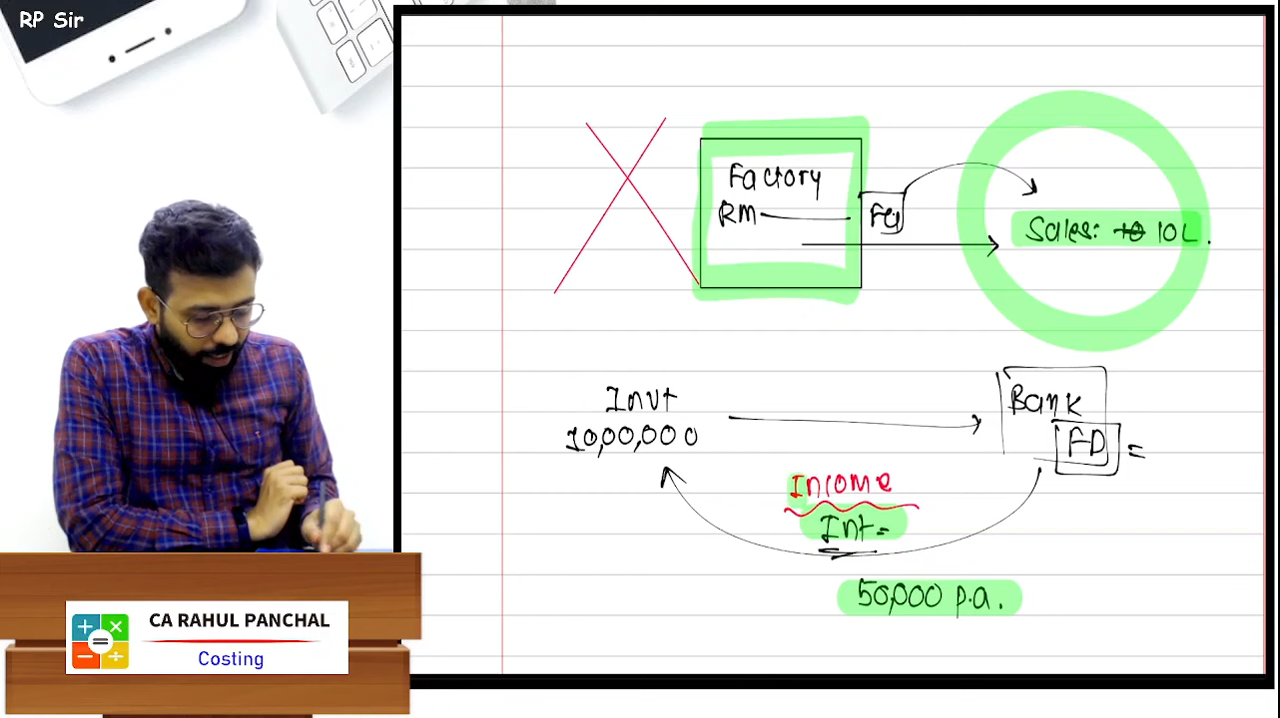 RP Sir
Factory
RM
FG
Sales: 10 10L.
Invt
10,00,000
Bank
FD =
Income
Int =
50,000 p.a.
CA RAHUL PANCHAL
Costing